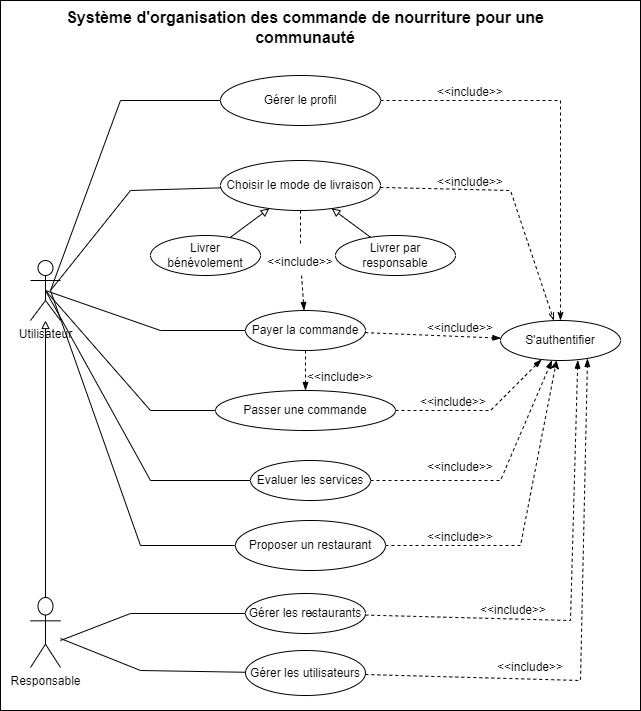 Système d'organisation des commande de nourriture pour une
communauté
Gérer le profil
<<include>>
Choisir le mode de livraison
<<include>>
Livrer
bénévolement
<<include>>
Livrer par
responsable
Utilisateur
Payer la commande
<<include>>
S'authentifier
<<include>>
Passer une commande
<<include>>
Evaluer les services
<<include>>
Proposer un restaurant
<<include>>
Gérer les restaurants
<<include>>
Responsable
Gérer les utilisateurs
<<include>>